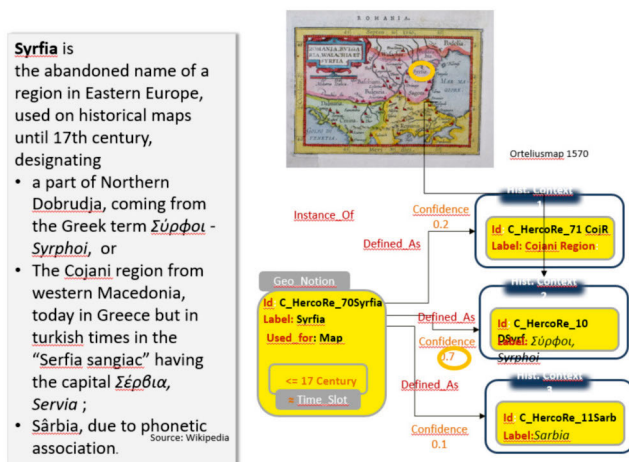 Syrfia is
the abandoned name of a
region in Eastern Europe,
used on historical maps
until 17th century,
designating
• a part of Northern
Dobrudja, coming from
the Greek term Σύρφοι -
Syrphoi, or
• The Cojani region from
western Macedonia,
today in Greece but in
turkish times in the
“Serfia sangiac” having
the capital Σέρβια,
Servia ;
• Sârbia, due to phonetic
association.
Source: Wikipedia
ROMANIA.
Orteliusmap 1570
Instance_Of
Confidence
0.2
Defined_As
Hist. Context
1
Id C_HercoRe_71 CojR
Label: Cojani Region
Geo_Notion
Id C_HercoRe_70Syrfia
Label: Syrfia
Used_for: Map
<= 17 Century
Time_Slot
Defined_As
Confidence
0.7
Hist. Context
2
Id C_HercoRe_10
DSyrf
Label: Σύρφοι,
Syrphoi
Defined_As
Confidence
0.1
Hist. Context
3
Id C_HercoRe_11Sarb
Label:Sarbia